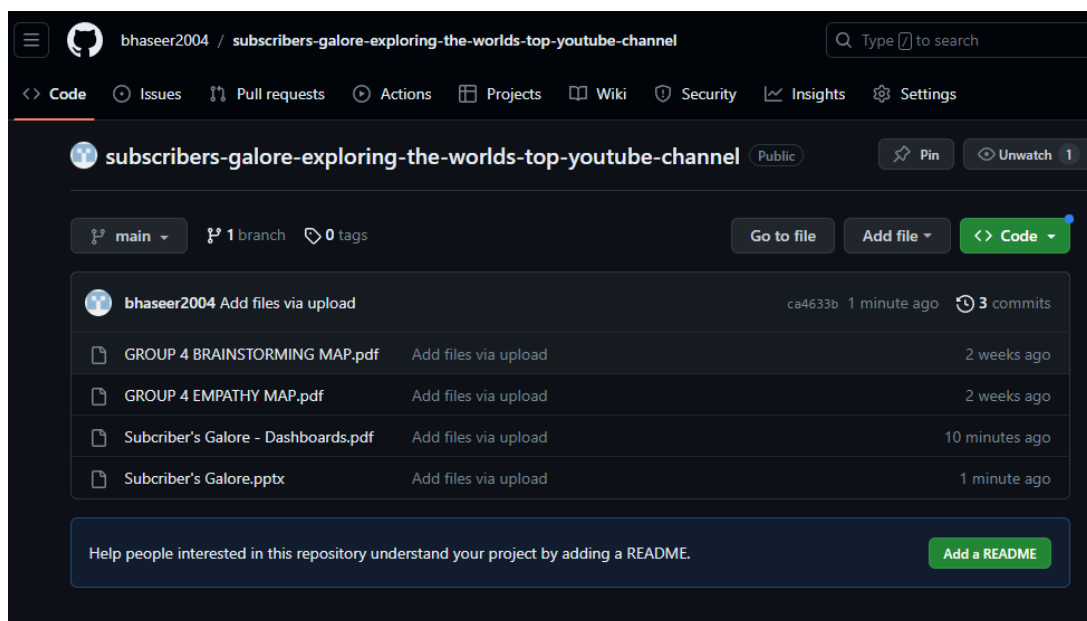 bhaseer2004 / subscribers-galore-exploring-the-worlds-top-youtube-channel Type / to search
<> Code Issues Pull requests Actions Projects Wiki Security Insights Settings
subscribers-galore-exploring-the-worlds-top-youtube-channel Public Pin Unwatch 1
main 1 branch 0 tags Go to file Add file <> Code
bhaseer2004 Add files via upload ca4633b 1 minute ago 3 commits
GROUP 4 BRAINSTORMING MAP.pdf Add files via upload 2 weeks ago
GROUP 4 EMPATHY MAP.pdf Add files via upload 2 weeks ago
Subcriber's Galore - Dashboards.pdf Add files via upload 10 minutes ago
Subcriber's Galore.pptx Add files via upload 1 minute ago
Help people interested in this repository understand your project by adding a README. Add a README